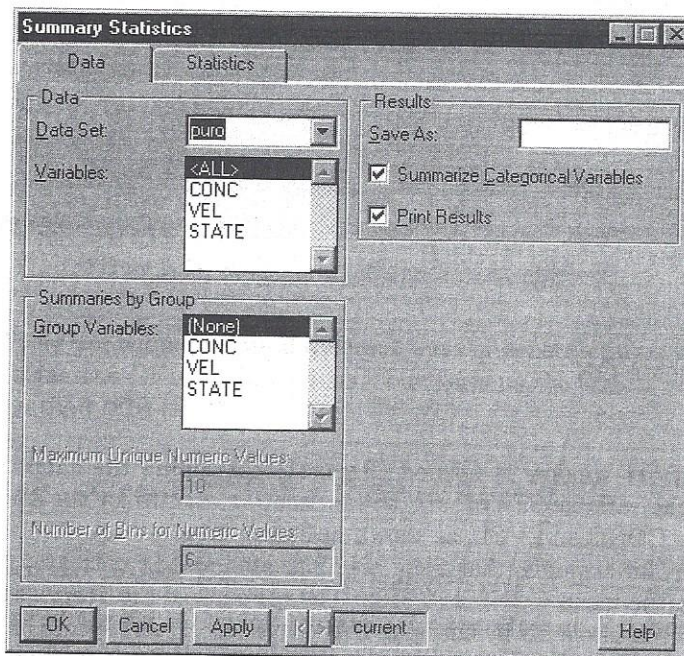 Summary Statistics
Data
Statistics
Data
Data Set:
puro
Variables:
<ALL>
CONC
VEL
STATE
Results
Save As:
Summarize Categorical Variables
Print Results
Summaries by Group
Group Variables:
(None)
CONC
VEL
STATE
Maximum Unique Numeric Values:
10
Number of Bins for Numeric Values:
6
OK
Cancel
Apply
current
Help